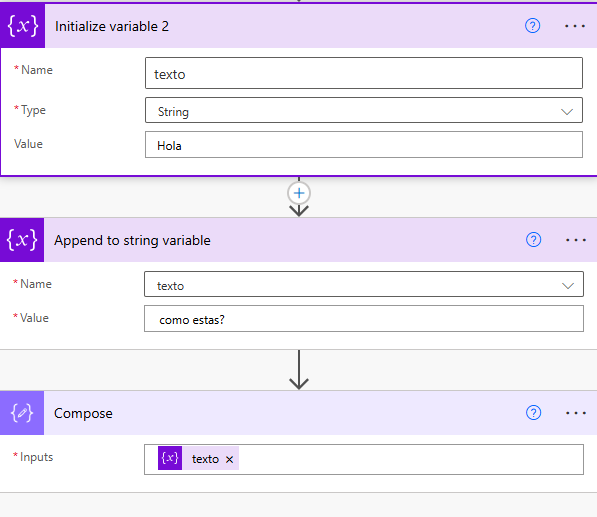 {x} Initialize variable 2 ? ...
* Name texto
* Type String
Value Hola
+
{x} Append to string variable ? ...
* Name texto
* Value como estas?
Compose ? ...
* Inputs {x} texto ×